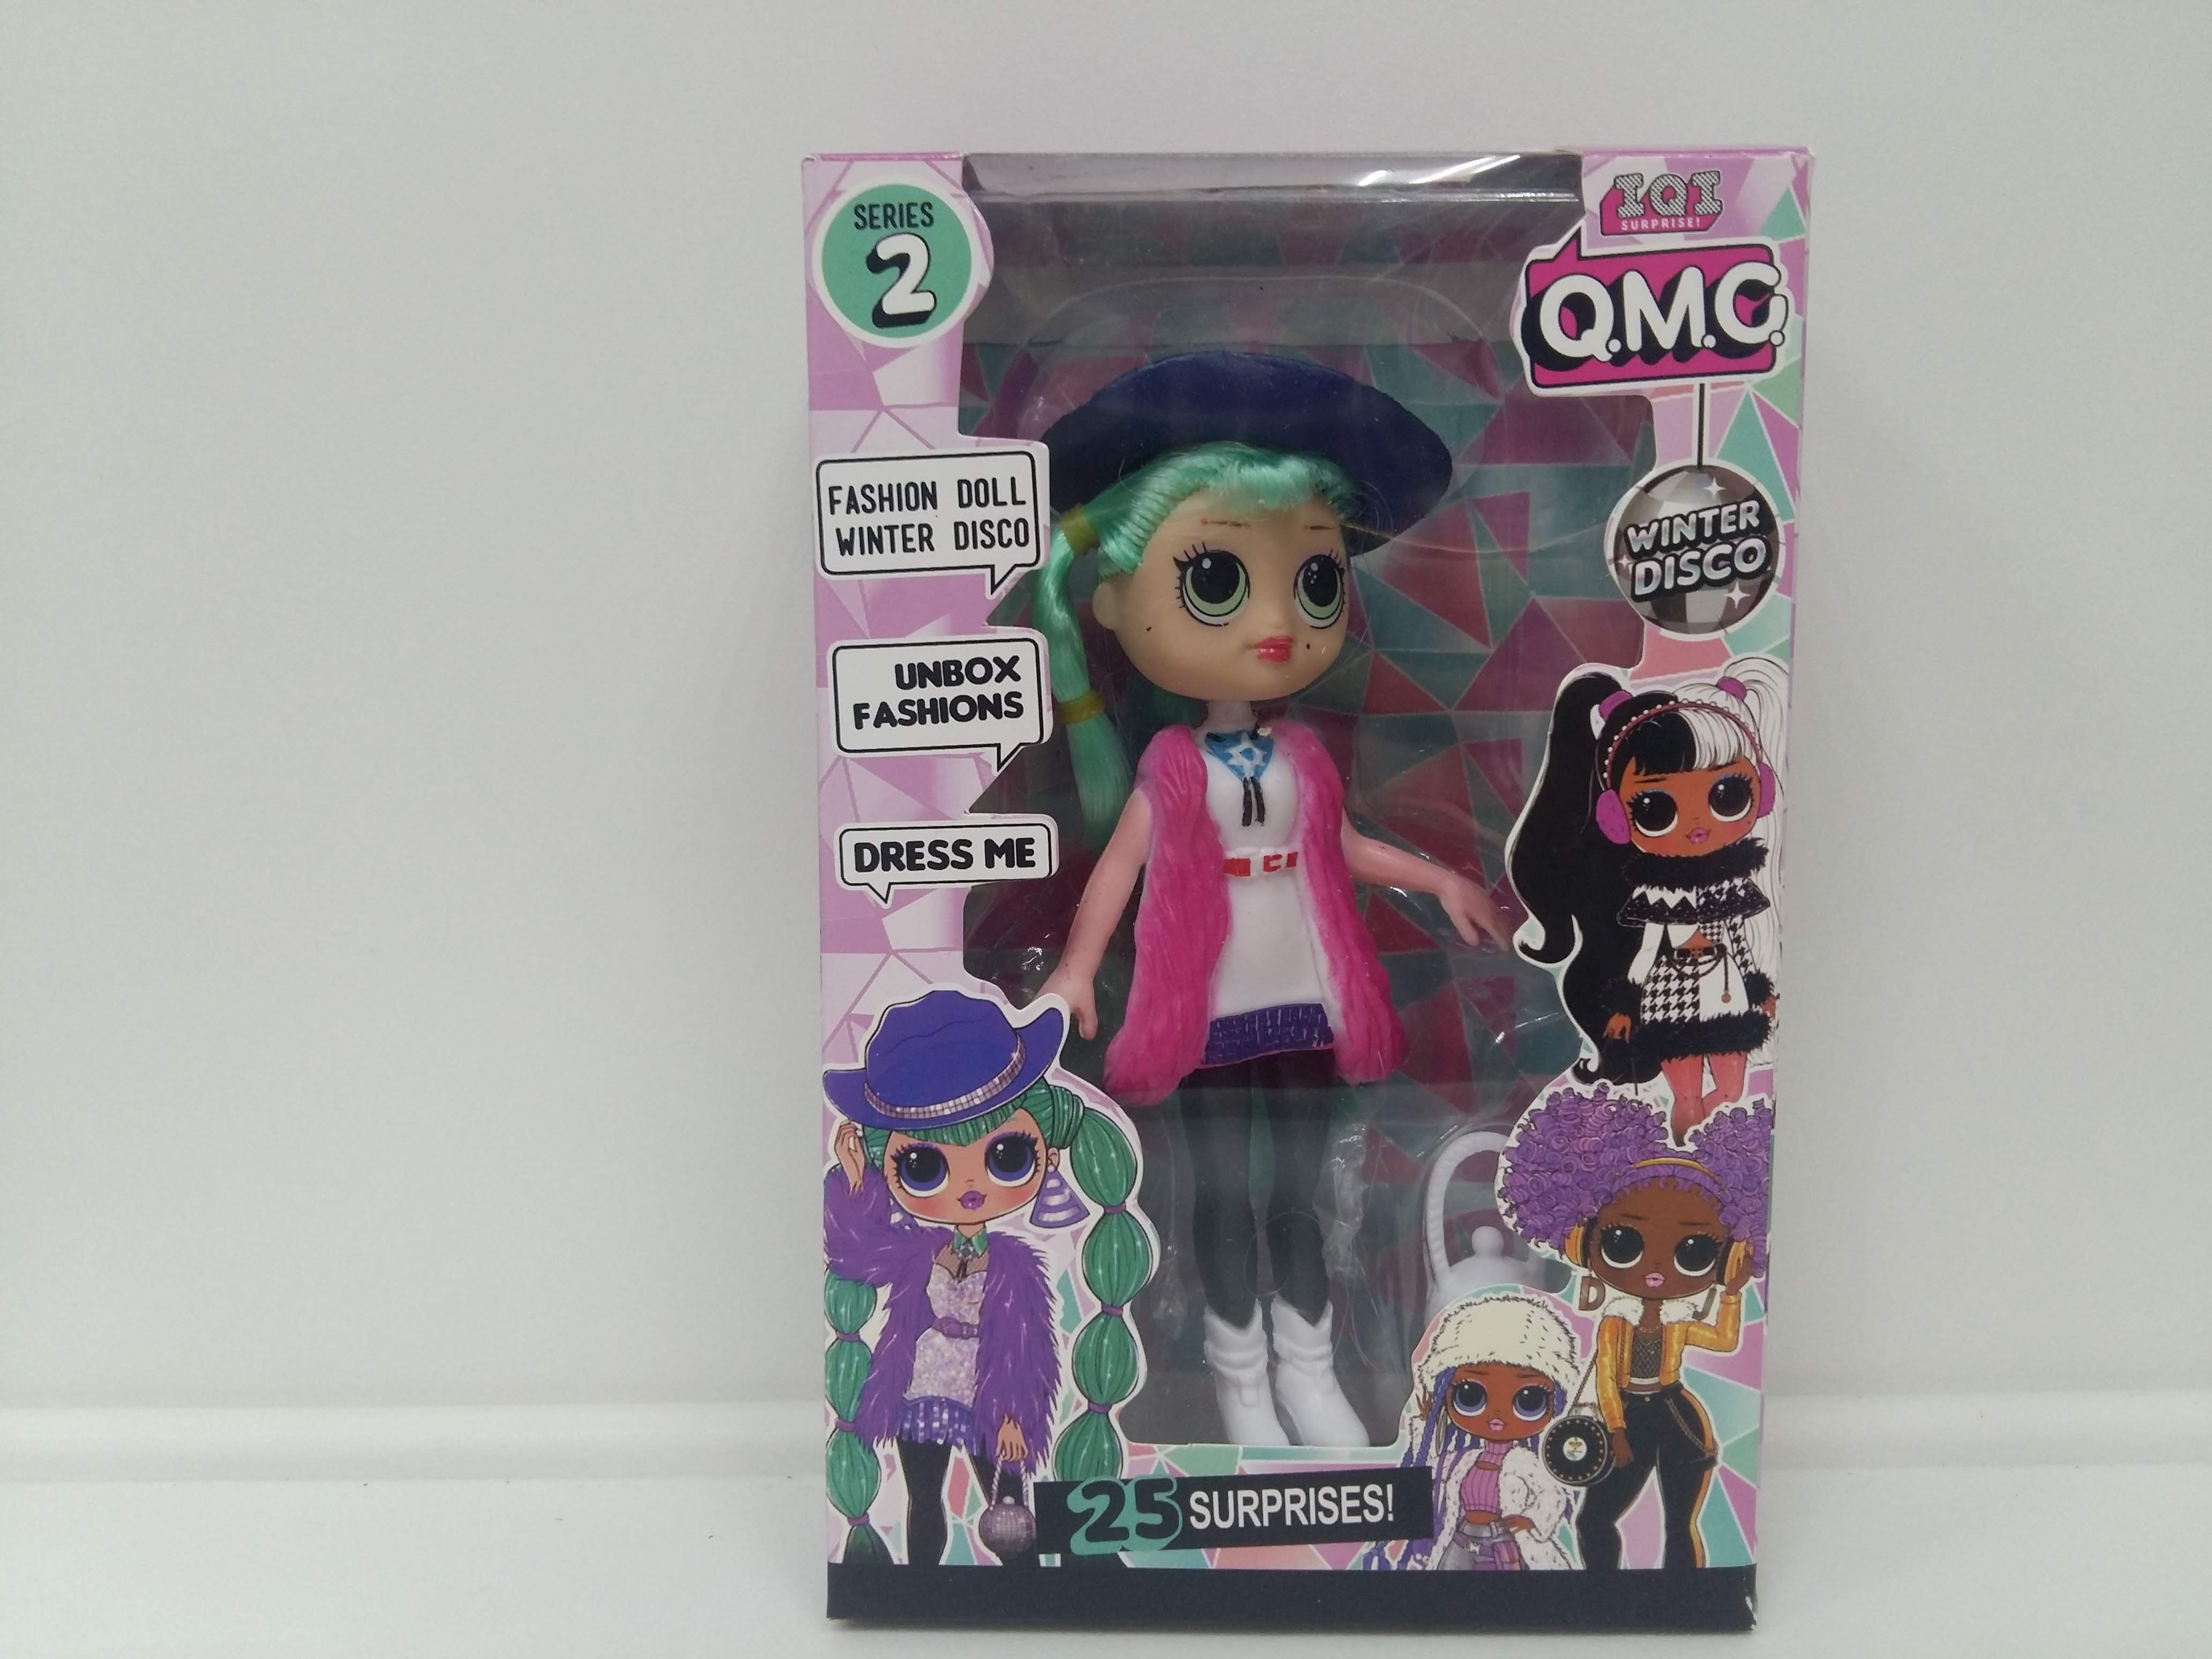 SERIES
2
IQI
SURPRISE!
Q.M.G!
FASHION DOLL
WINTER DISCO
WINTER
DISCO
UNBOX
FASHIONS
DRESS ME
D J
25 SURPRISES!